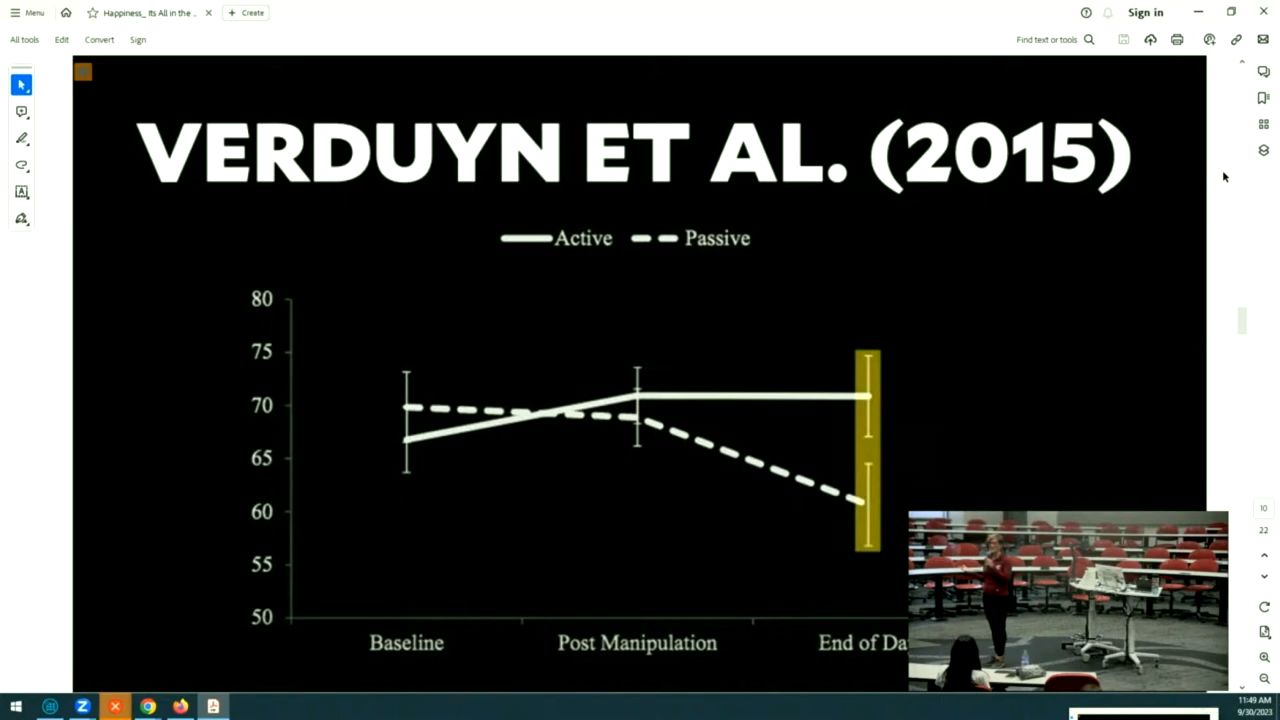 Menu
Happiness_ Its All in the ..
+ Create
Sign in
All tools Edit Convert Sign
Find text or tools
VERDUYN ET AL. (2015)
Active Passive
80
75
70
65
60
55
50
Baseline Post Manipulation End of Da
10
22
11:49 AM
9/30/2023